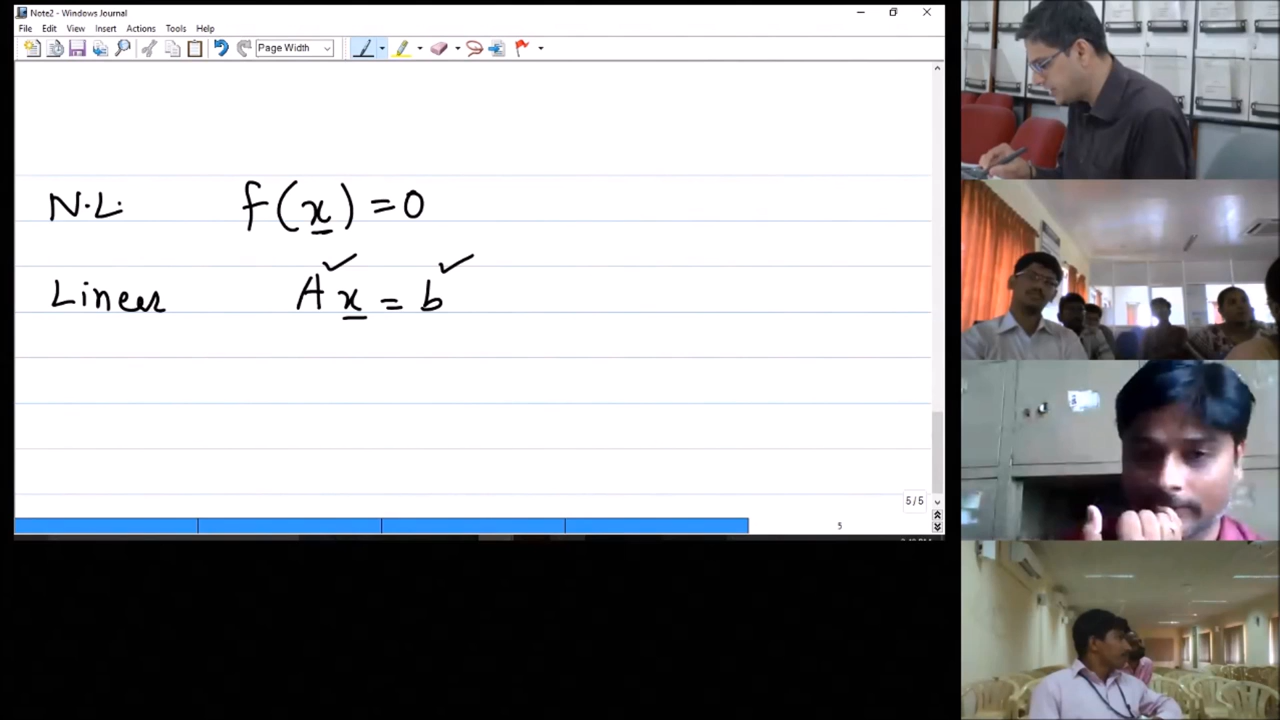 Note2 - Windows Journal
File Edit View Insert Actions Tools Help
Page Width
N.L. f(x) = 0
Linear Ax = b
5/5
5